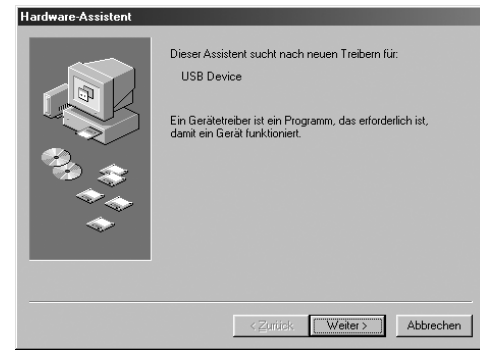 Hardware-Assistent
Dieser Assistent sucht nach neuen Treibern für:
USB Device
Ein Gerätetreiber ist ein Programm, das erforderlich ist,
damit ein Gerät funktioniert.
< Zurück Weiter > Abbrechen